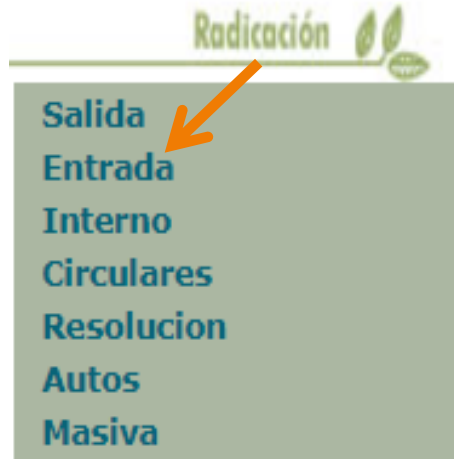 Radicación
Salida
Entrada
Interno
Circulares
Resolucion
Autos
Masiva